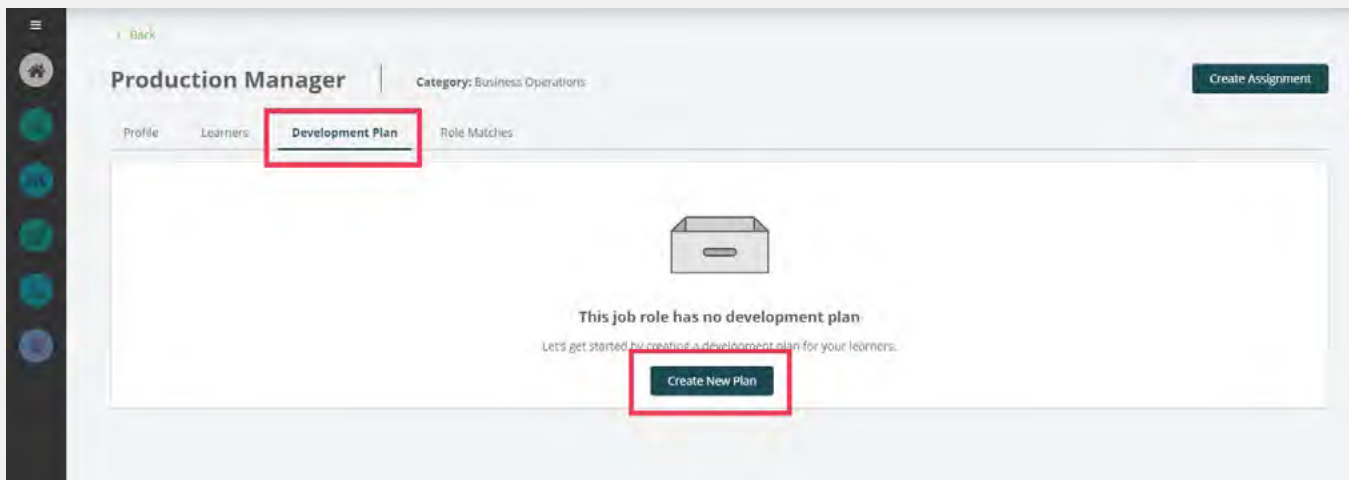 Back
Production Manager
Category: Business Operations
Create Assignment
Profile Learners Development Plan Role Matches
This job role has no development plan
Let's get started by creating a development plan for your learners.
Create New Plan